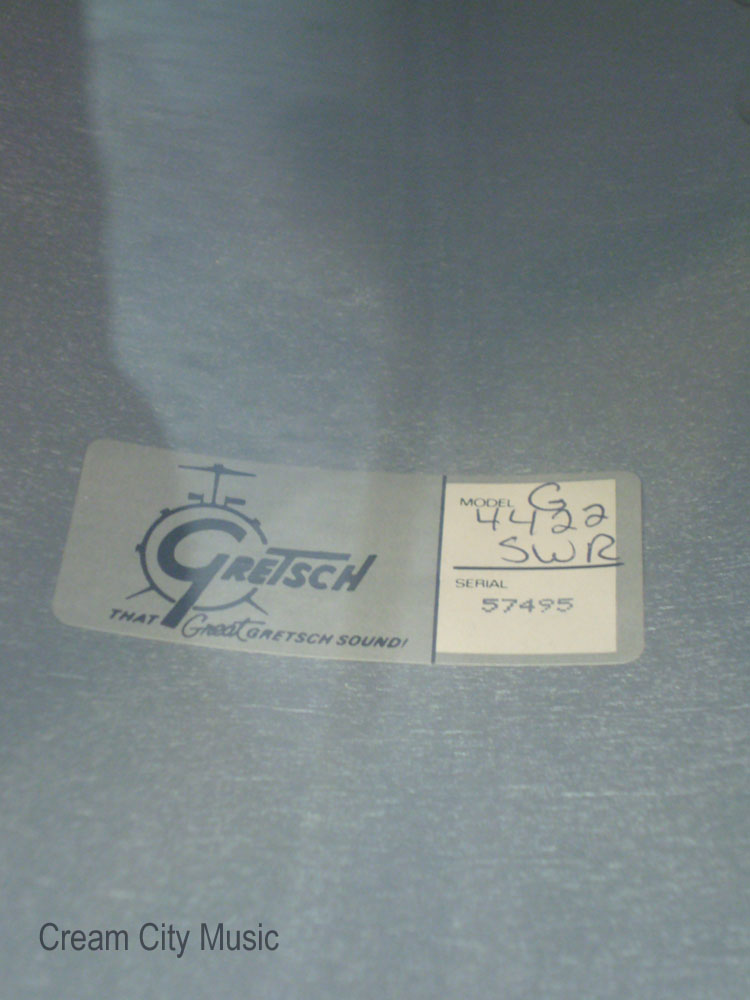 GRETSCH
THAT Great GRETSCH SOUND!
MODEL G
4422
SWR
SERIAL
57495
Cream City Music